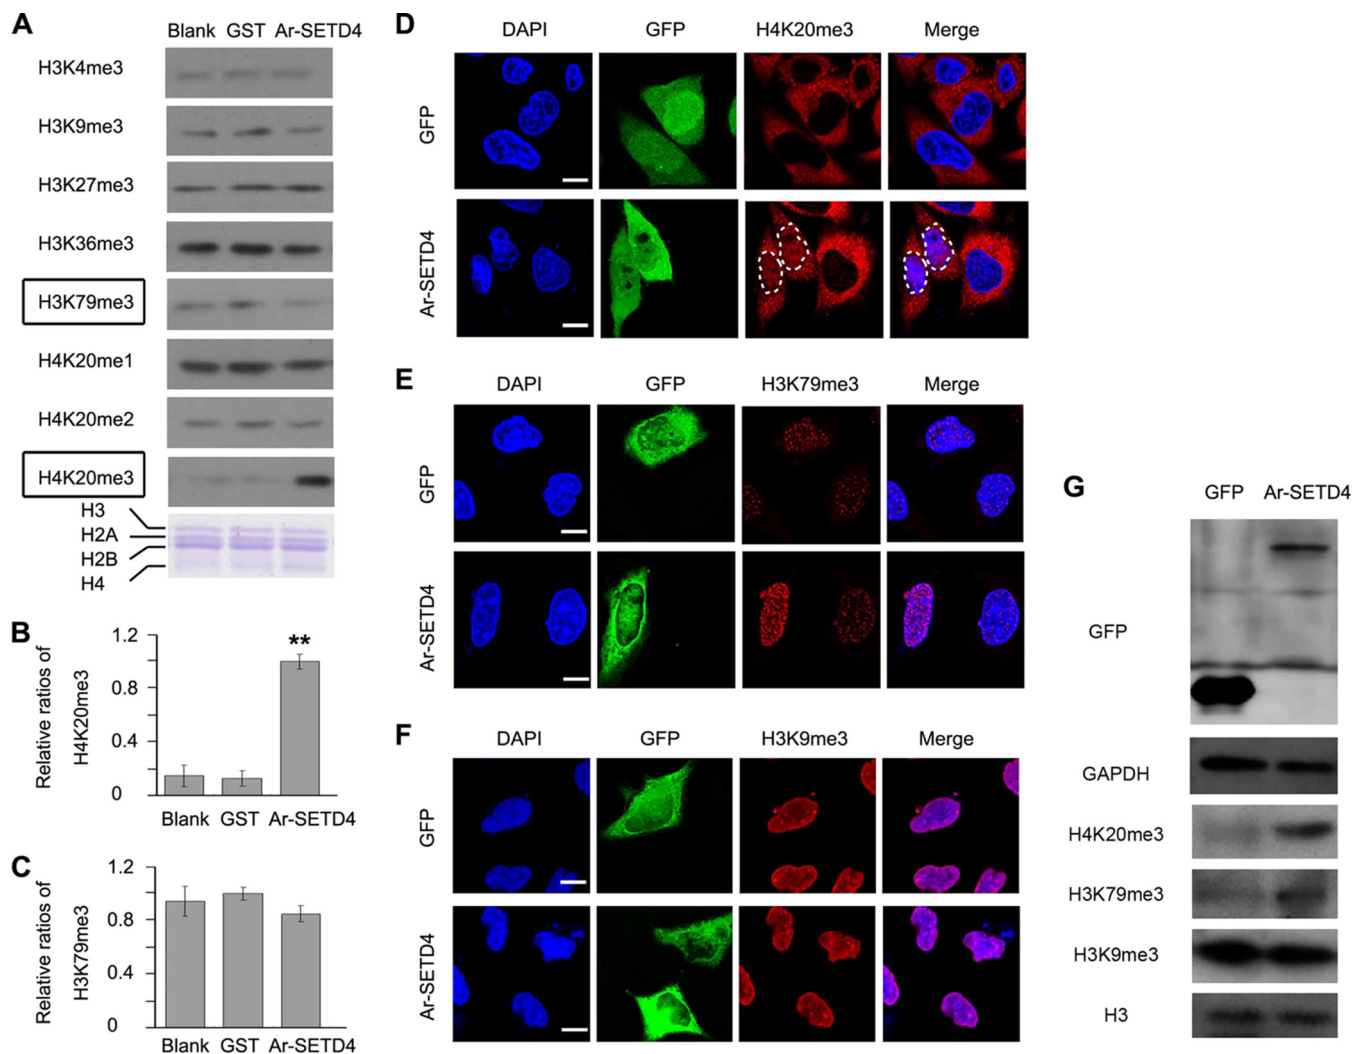 A
Blank GST Ar-SETD4
H3K4me3
H3K9me3
H3K27me3
H3K36me3
H3K79me3
H4K20me1
H4K20me2
H4K20me3
H3
H2A
H2B
H4
B
Relative ratios of
H4K20me3
1.2
0.8
0.4
0
**
Blank GST Ar-SETD4
C
Relative ratios of
H3K79me3
1.2
0.8
0.4
0
Blank GST Ar-SETD4
D
DAPI GFP H4K20me3 Merge
GFP
Ar-SETD4
E
DAPI GFP H3K79me3 Merge
GFP
Ar-SETD4
F
DAPI GFP H3K9me3 Merge
GFP
Ar-SETD4
G
GFP Ar-SETD4
GFP
GAPDH
H4K20me3
H3K79me3
H3K9me3
H3